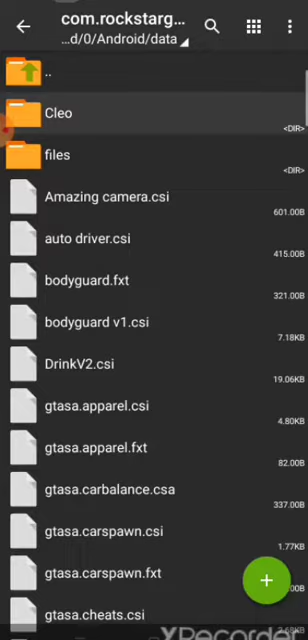 com.rockstarg...
...d/0/Android/data
..
Cleo
<DIR>
files
<DIR>
Amazing camera.csi
601.00B
auto driver.csi
415.00B
bodyguard.fxt
321.00B
bodyguard v1.csi
7.18KB
DrinkV2.csi
19.06KB
gtasa.apparel.csi
4.80KB
gtasa.apparel.fxt
82.00B
gtasa.carbalance.csa
337.00B
gtasa.carspawn.csi
1.77KB
gtasa.carspawn.fxt
00B
gtasa.cheats.csi
XRecorder